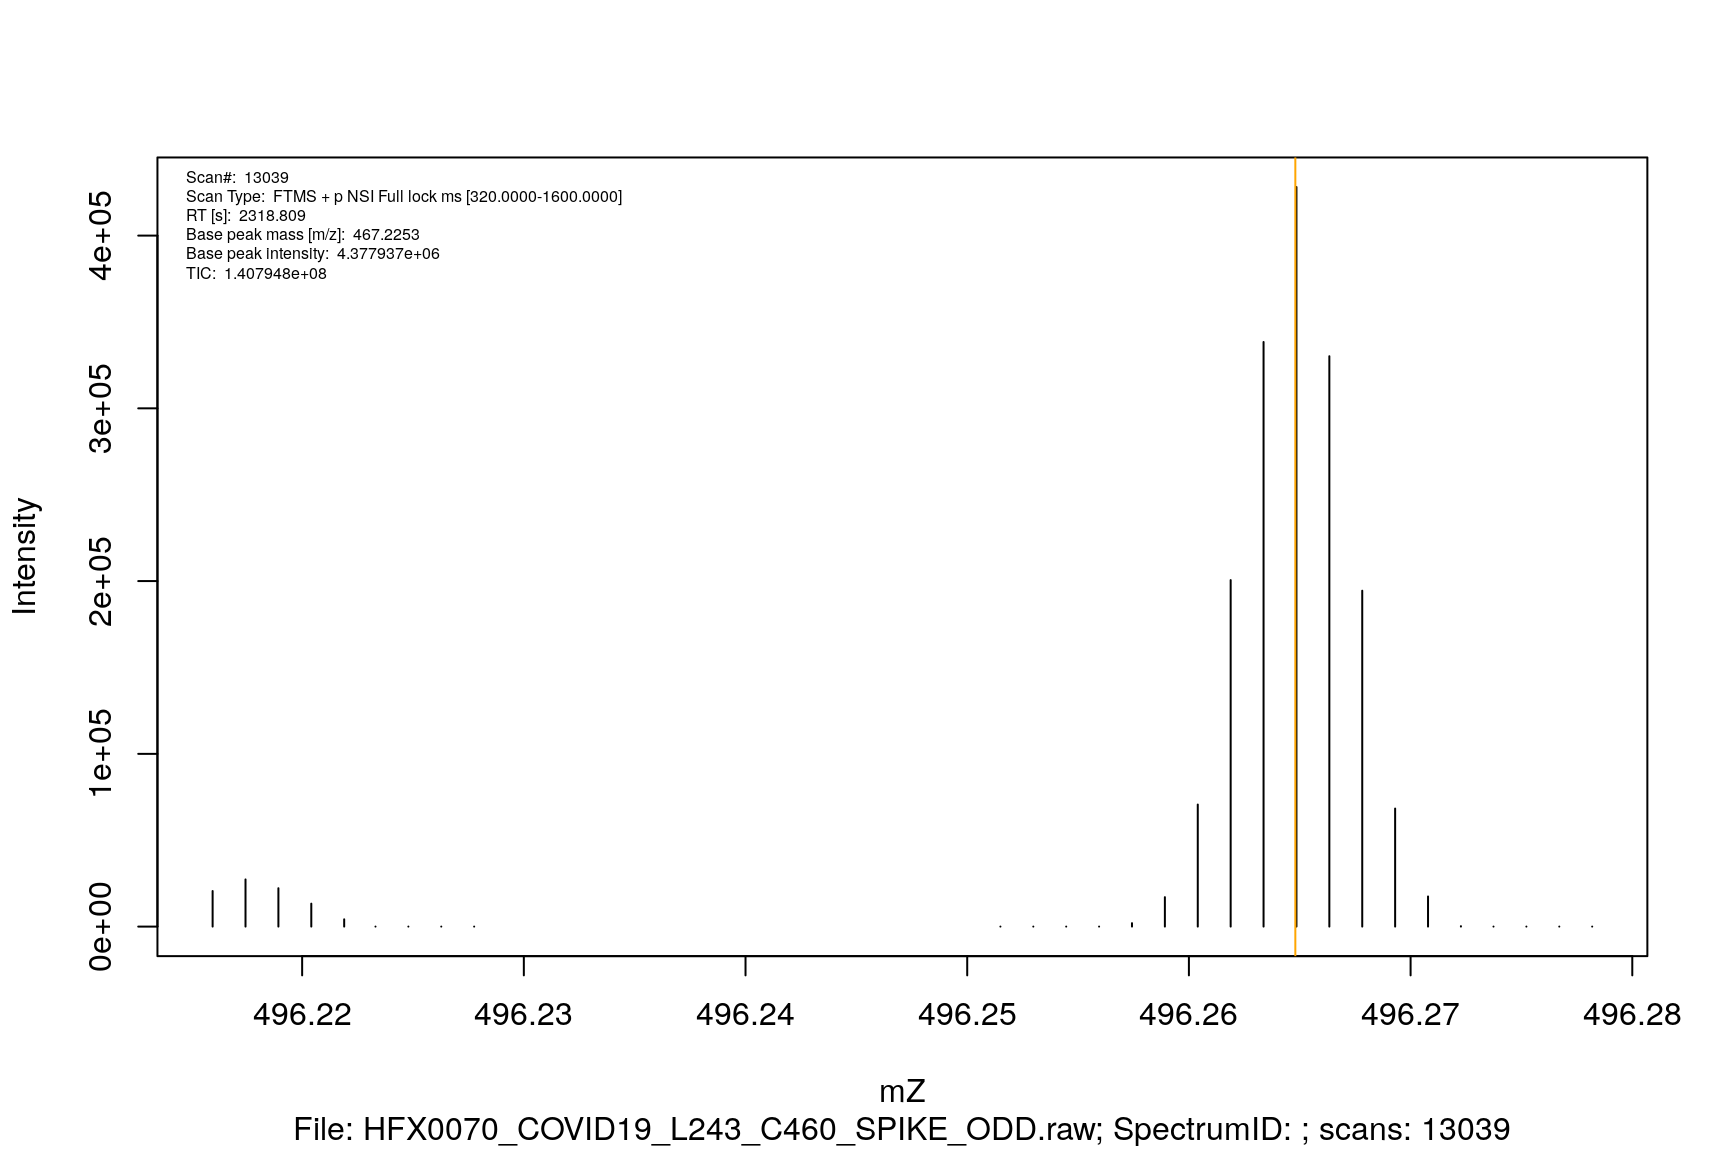 Scan#: 13039
Scan Type: FTMS + p NSI Full lock ms [320.0000-1600.0000]
RT [s]: 2318.809
Base peak mass [m/z]: 467.2253
Base peak intensity: 4.377937e+06
TIC: 1.407948e+08
4e+05
3e+05
2e+05
1e+05
0e+00
Intensity
496.22 496.23 496.24 496.25 496.26 496.27 496.28
mZ
File: HFX0070_COVID19_L243_C460_SPIKE_ODD.raw; SpectrumID: ; scans: 13039